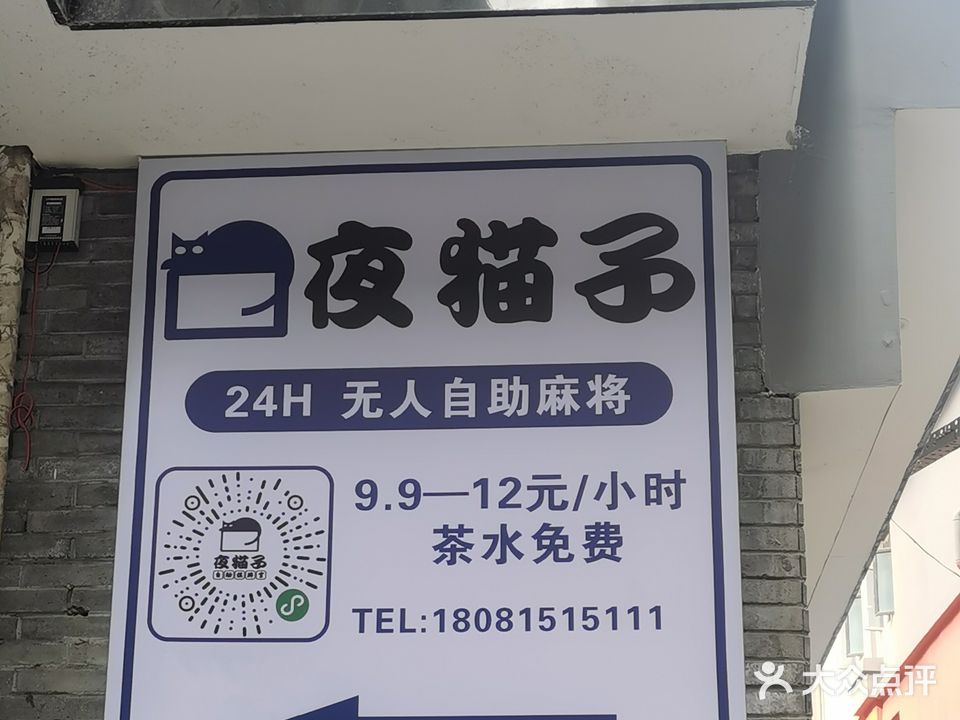 夜猫子
24H 无人自助麻将
9.9—12元/小时
茶水免费
夜猫子
TEL:18081515111
大众点评